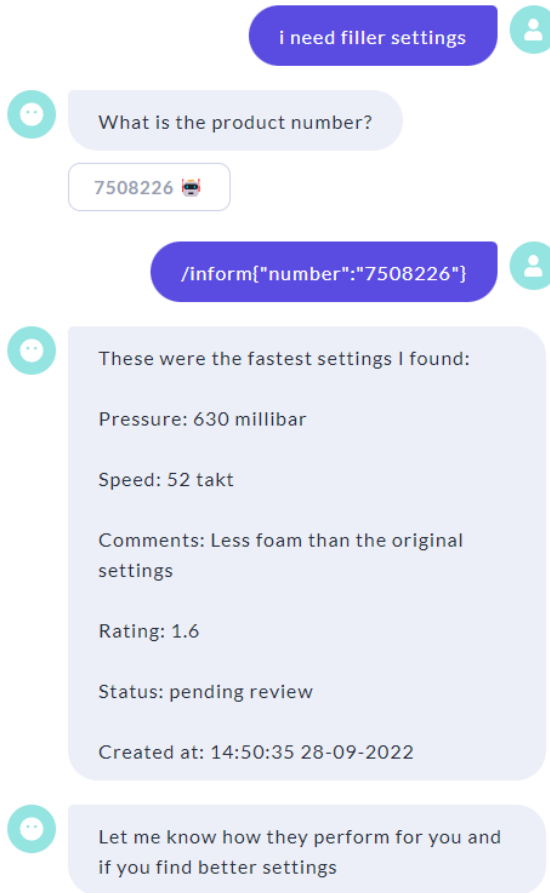 i need filler settings
What is the product number?
7508226 🤖
/inform{"number":"7508226"}
These were the fastest settings I found:
Pressure: 630 millibar
Speed: 52 takt
Comments: Less foam than the original
settings
Rating: 1.6
Status: pending review
Created at: 14:50:35 28-09-2022
Let me know how they perform for you and
if you find better settings